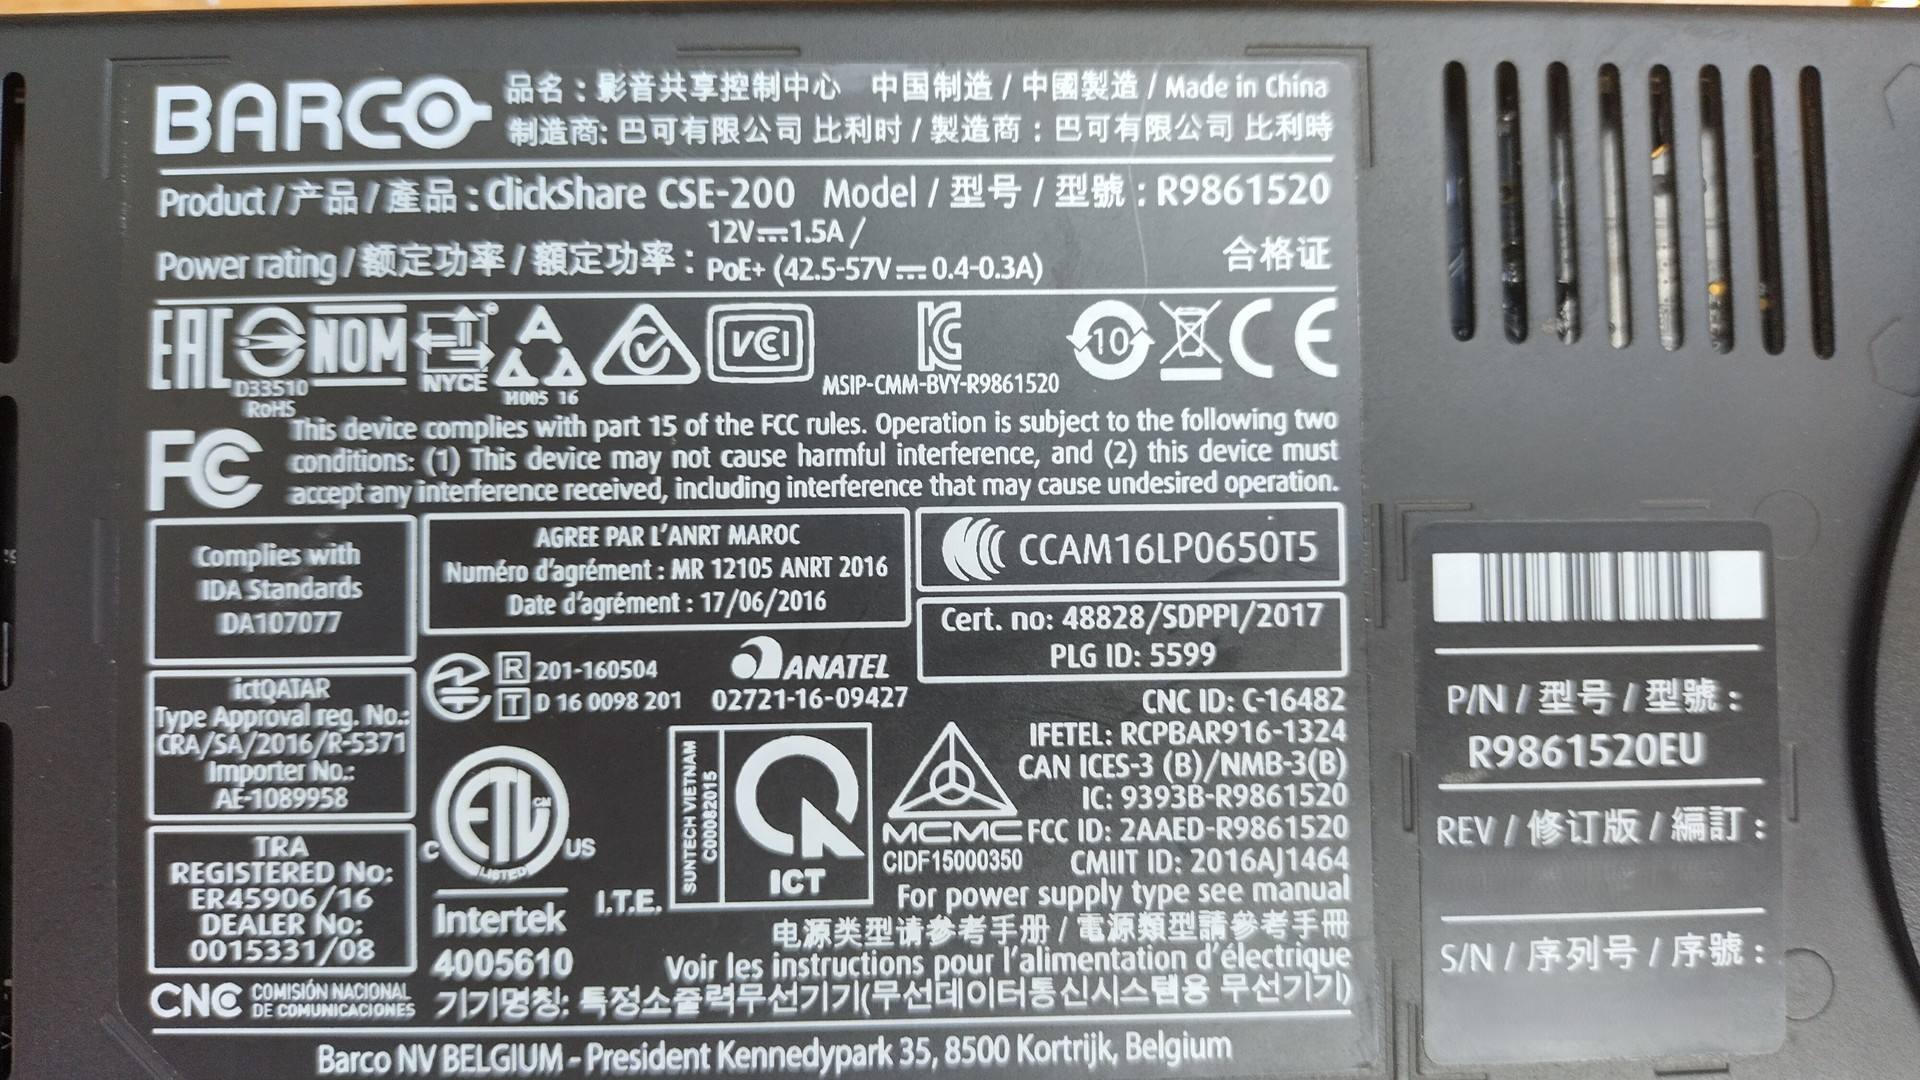 BARCO
品名：影音共享控制中心 中国制造 / 中國製造 / Made in China
制造商: 巴可有限公司 比利时 / 製造商：巴可有限公司 比利時
Product / 产品 / 產品：ClickShare CSE-200 Model / 型号 / 型號：R9861520
Power rating / 额定功率 / 額定功率：
12V⎓1.5A /
PoE+ (42.5-57V⎓0.4-0.3A)
合格证
EAC
D33510
RoHS
NOM
NYCE
A
H005 16
VCI
KC
MSIP-CMM-BVY-R9861520
10
CE
FC
This device complies with part 15 of the FCC rules. Operation is subject to the following two
conditions: (1) This device may not cause harmful interference, and (2) this device must
accept any interference received, including interference that may cause undesired operation.
Complies with
IDA Standards
DA107077
AGREE PAR L'ANRT MAROC
Numéro d'agrément : MR 12105 ANRT 2016
Date d'agrément : 17/06/2016
CCAM16LP0650T5
Cert. no: 48828/SDPPI/2017
PLG ID: 5599
ictQATAR
Type Approval reg. No.:
CRA/SA/2016/R-5371
Importer No.:
AE-1089958
R 201-160504
T D 16 0098 201
ANATEL
02721-16-09427
TRA
REGISTERED No:
ER45906/16
DEALER No:
0015331/08
ETL CM
LISTED
C US
Intertek
4005610
I.T.E.
SUNTECH VIETNAM
C00082015
ICT
MCMC
CIDF15000350
CNC ID: C-16482
IFETEL: RCPBAR916-1324
CAN ICES-3 (B)/NMB-3(B)
IC: 9393B-R9861520
FCC ID: 2AAED-R9861520
CMIIT ID: 2016AJ1464
For power supply type see manual
电源类型请参考手册 / 電源類型請參考手冊
Voir les instructions pour l'alimentation d'électrique
CNC COMISIÓN NACIONAL
DE COMUNICACIONES
기기명칭: 특정소출력무선기기(무선데이터통신시스템용 무선기기)
Barco NV BELGIUM - President Kennedypark 35, 8500 Kortrijk, Belgium
P/N / 型号 / 型號：
R9861520EU
REV / 修订版 / 編訂：
S/N / 序列号 / 序號：